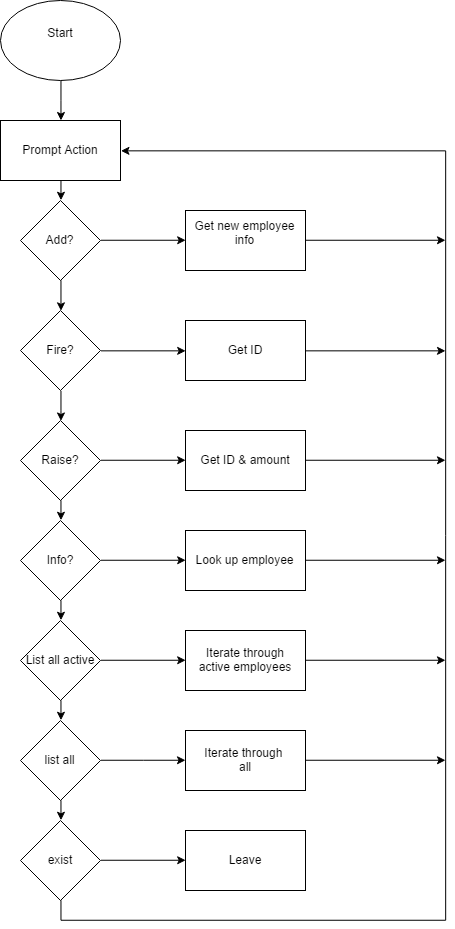 Start
Prompt Action
Add?
Get new employee
info
Fire?
Get ID
Raise?
Get ID & amount
Info?
Look up employee
List all active
Iterate through
active employees
list all
Iterate through
all
exist
Leave